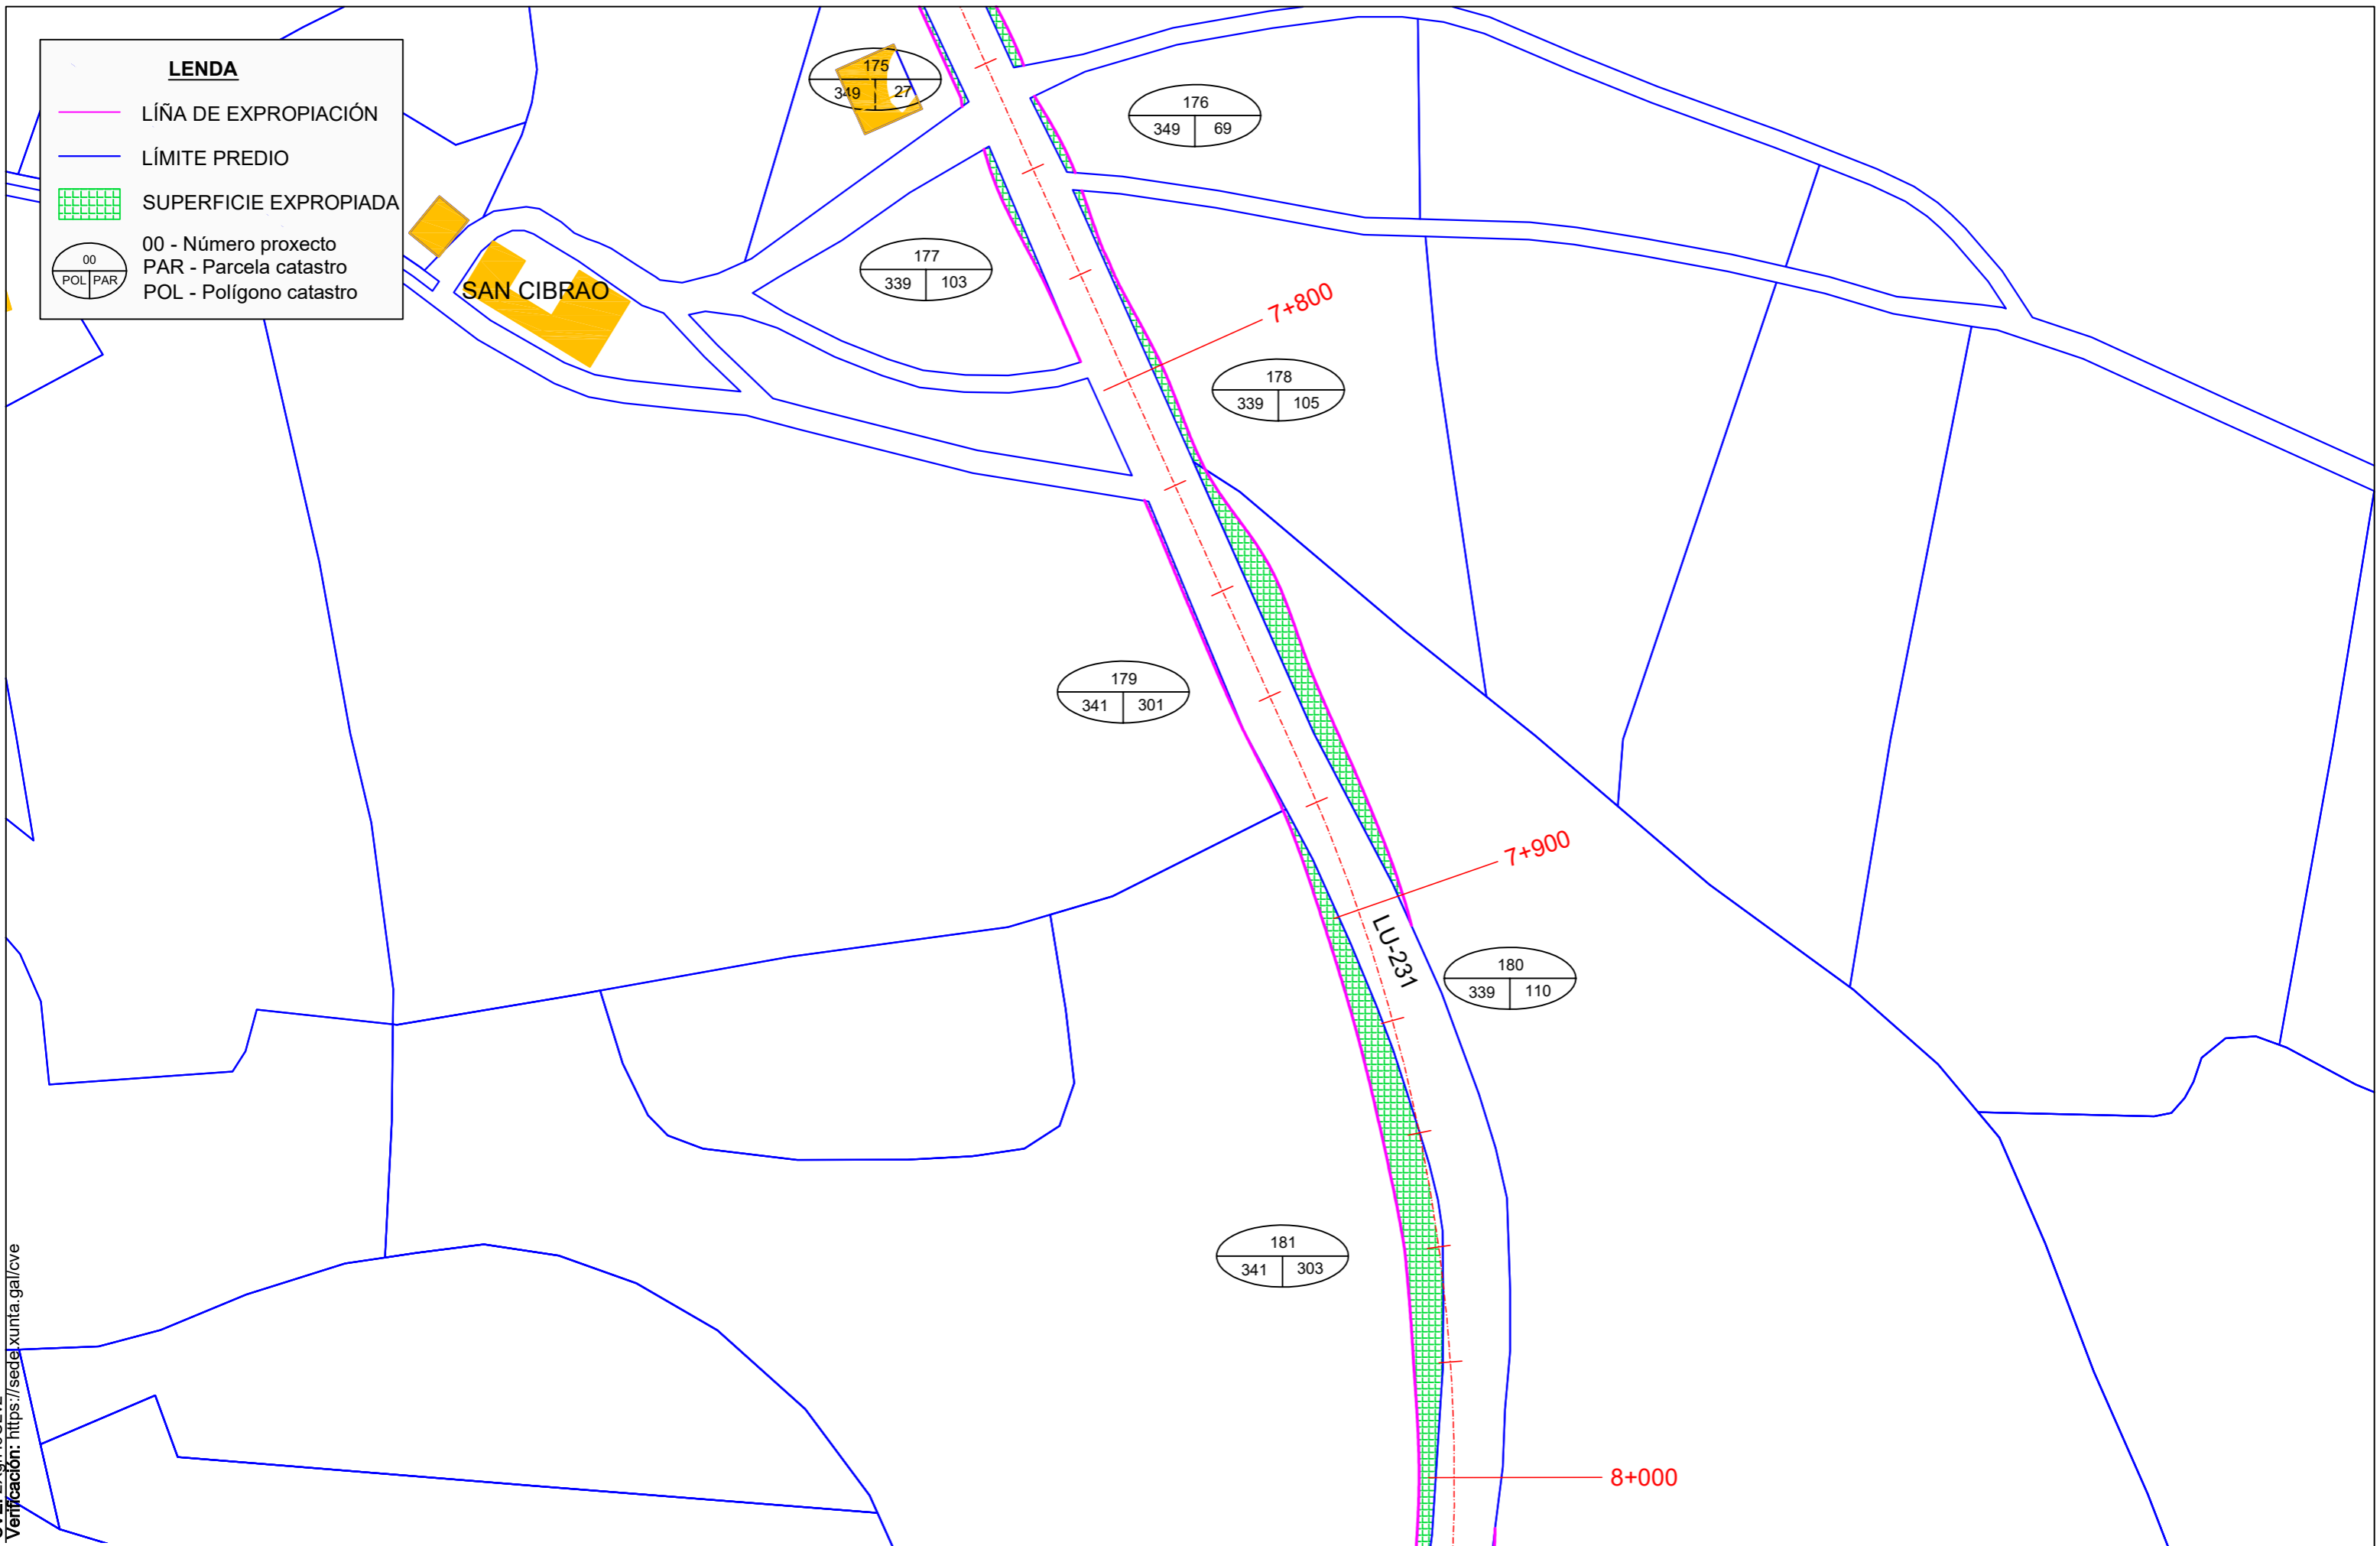 LENDA
LÍÑA DE EXPROPIACIÓN
LÍMITE PREDIO
SUPERFICIE EXPROPIADA
00
POL PAR
00 - Número proxecto
PAR - Parcela catastro
POL - Polígono catastro
175
349 27
176
349 69
177
339 103
SAN CIBRAO
7+800
178
339 105
179
341 301
7+900
LU-231
180
339 110
181
341 303
8+000
Verificación: https://sede.xunta.gal/cve